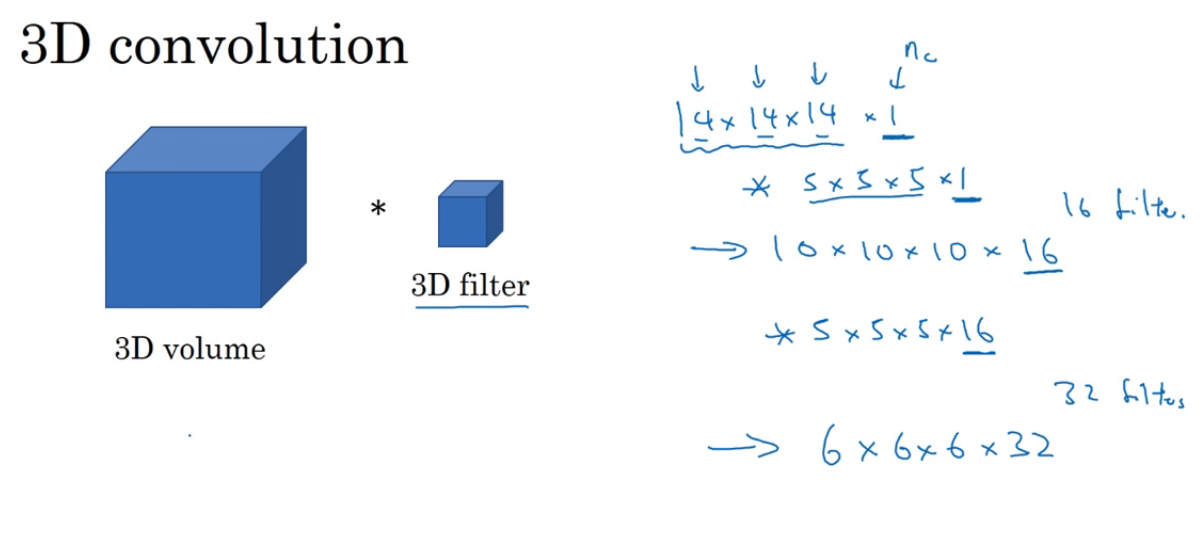 3D convolution
*
3D filter
3D volume
n_c
↓ ↓ ↓ ↓
14 × 14 × 14 × 1
* 5 × 5 × 5 × 1
16 filte.
→ 10 × 10 × 10 × 16
* 5 × 5 × 5 × 16
32 filters
→ 6 × 6 × 6 × 32